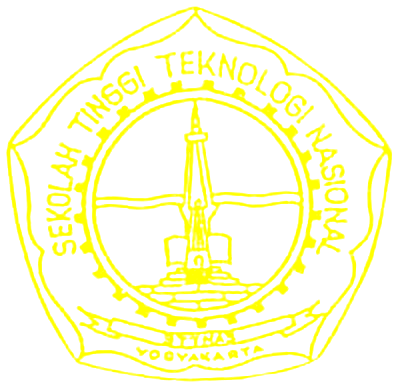 SEKOLAH TINGGI TEKNOLOGI NASIONAL
STTNAS
YOGYAKARTA